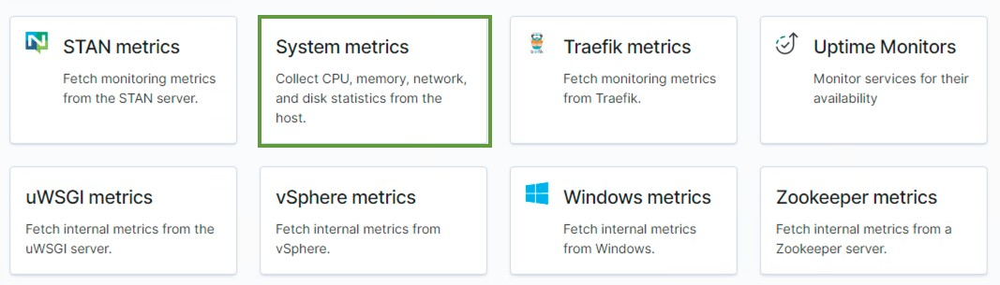 STAN metrics
Fetch monitoring metrics
from the STAN server.
System metrics
Collect CPU, memory, network,
and disk statistics from the
host.
Traefik metrics
Fetch monitoring metrics
from Traefik.
Uptime Monitors
Monitor services for their
availability
uWSGI metrics
Fetch internal metrics from the
uWSGI server.
vSphere metrics
Fetch internal metrics from
vSphere.
Windows metrics
Fetch internal metrics
from Windows.
Zookeeper metrics
Fetch internal metrics from a
Zookeeper server.